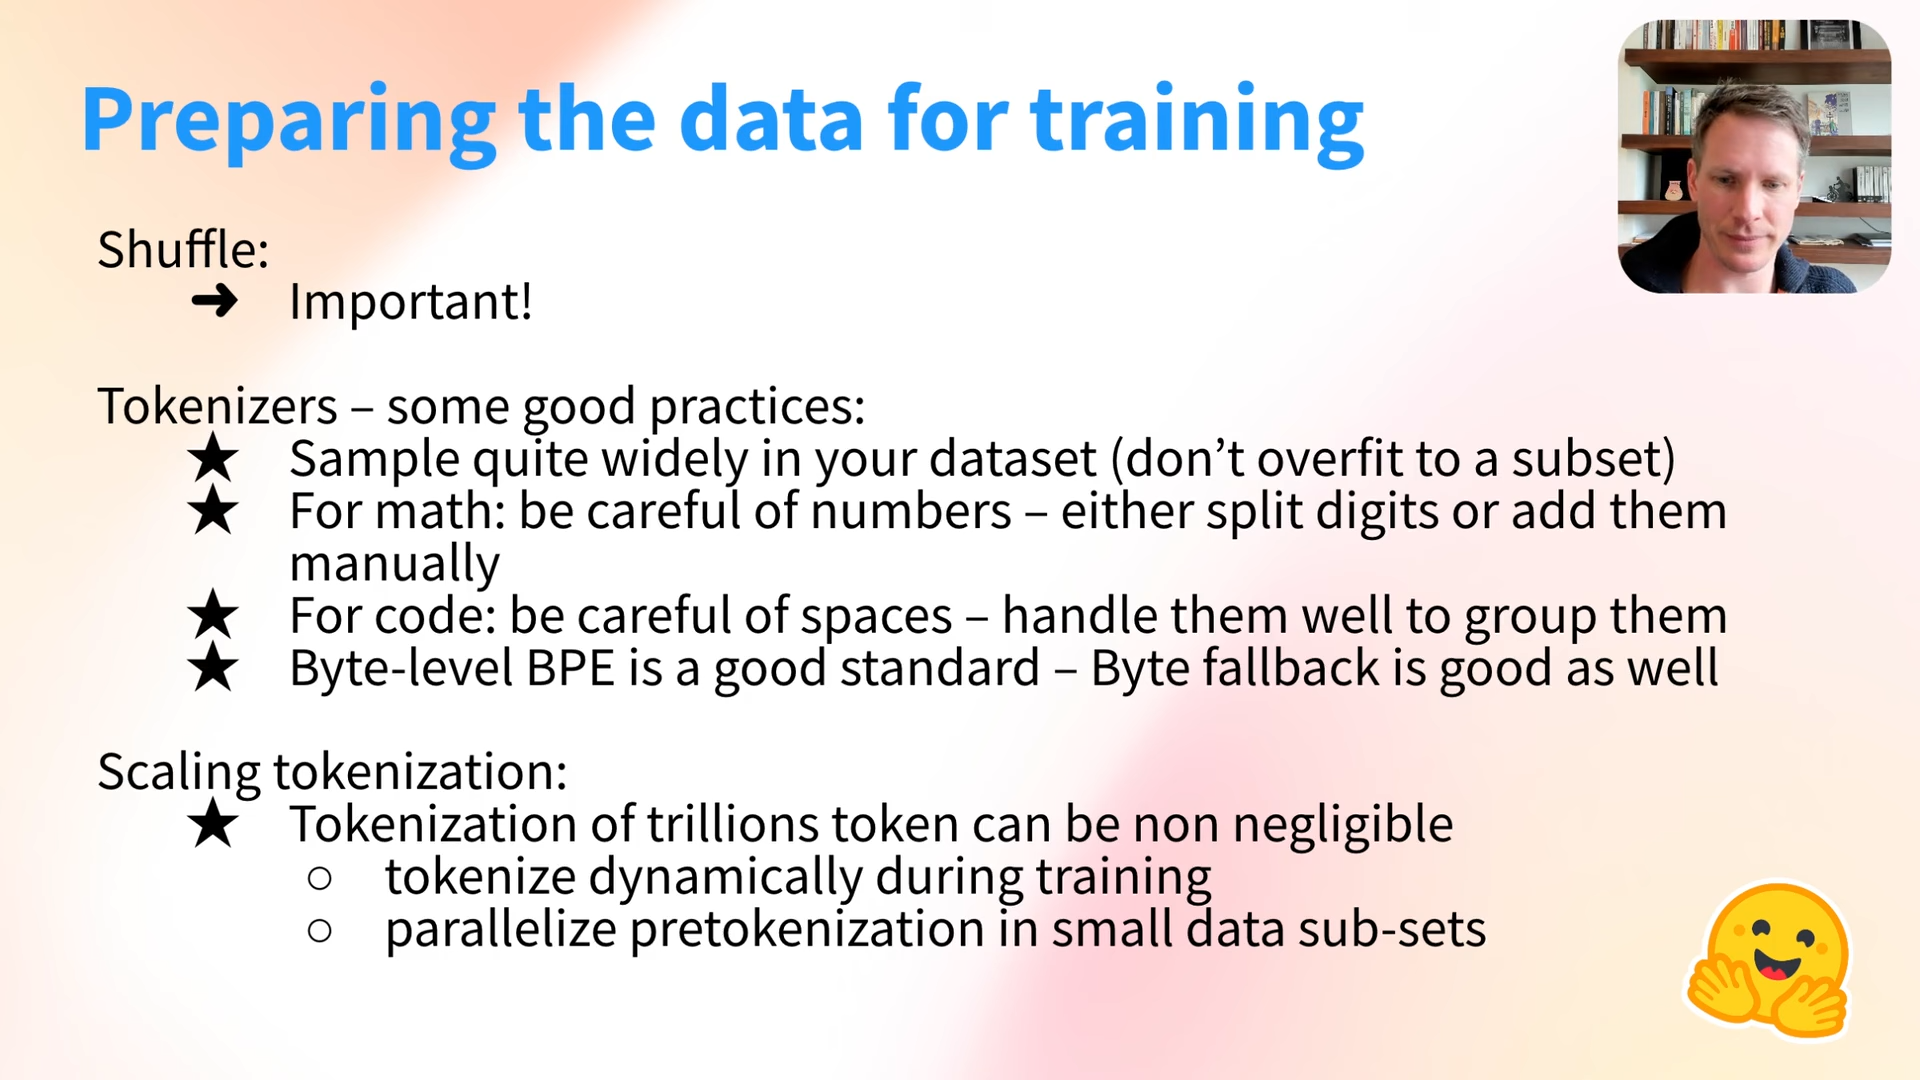 Preparing the data for training
Shuffle:
➜ Important!
Tokenizers – some good practices:
★ Sample quite widely in your dataset (don’t overfit to a subset)
★ For math: be careful of numbers – either split digits or add them
manually
★ For code: be careful of spaces – handle them well to group them
★ Byte-level BPE is a good standard – Byte fallback is good as well
Scaling tokenization:
★ Tokenization of trillions token can be non negligible
○ tokenize dynamically during training
○ parallelize pretokenization in small data sub-sets